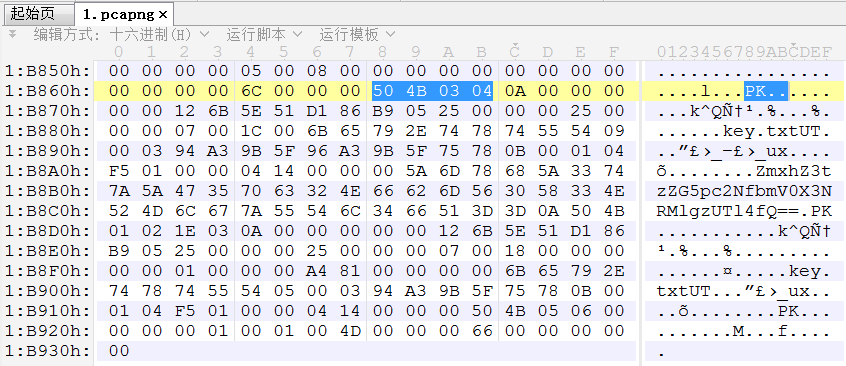 起始页 1.pcapng ×
编辑方式: 十六进制(H) 运行脚本 运行模板
0 1 2 3 4 5 6 7 8 9 A B C D E F 0123456789ABCDEF
1:B850h: 00 00 00 00 05 00 08 00 00 00 00 00 00 00 00 00 ................
1:B860h: 00 00 00 00 6C 00 00 00 50 4B 03 04 0A 00 00 00 ....l...PK......
1:B870h: 00 00 12 6B 5E 51 D1 86 B9 05 25 00 00 00 25 00 ...k^QÑ†¹.%...%.
1:B880h: 00 00 07 00 1C 00 6B 65 79 2E 74 78 74 55 54 09 ......key.txtUT.
1:B890h: 00 03 94 A3 9B 5F 96 A3 9B 5F 75 78 0B 00 01 04 ..”£›_–£›_ux....
1:B8A0h: F5 01 00 00 04 14 00 00 00 5A 6D 78 68 5A 33 74 õ........ZmxhZ3t
1:B8B0h: 7A 5A 47 35 70 63 32 4E 66 62 6D 56 30 58 33 4E zZG5pc2NfbmV0X3N
1:B8C0h: 52 4D 6C 67 7A 55 54 6C 34 66 51 3D 3D 0A 50 4B RMlgzUTl4fQ==.PK
1:B8D0h: 01 02 1E 03 0A 00 00 00 00 00 12 6B 5E 51 D1 86 ...........k^QÑ†
1:B8E0h: B9 05 25 00 00 00 25 00 00 00 07 00 18 00 00 00 ¹.%...%.........
1:B8F0h: 00 00 01 00 00 00 A4 81 00 00 00 00 6B 65 79 2E ......¤.....key.
1:B900h: 74 78 74 55 54 05 00 03 94 A3 9B 5F 75 78 0B 00 txtUT...”£›_ux..
1:B910h: 01 04 F5 01 00 00 04 14 00 00 00 50 4B 05 06 00 ..õ........PK...
1:B920h: 00 00 00 01 00 01 00 4D 00 00 00 66 00 00 00 00 .......M...f....
1:B930h: 00 .